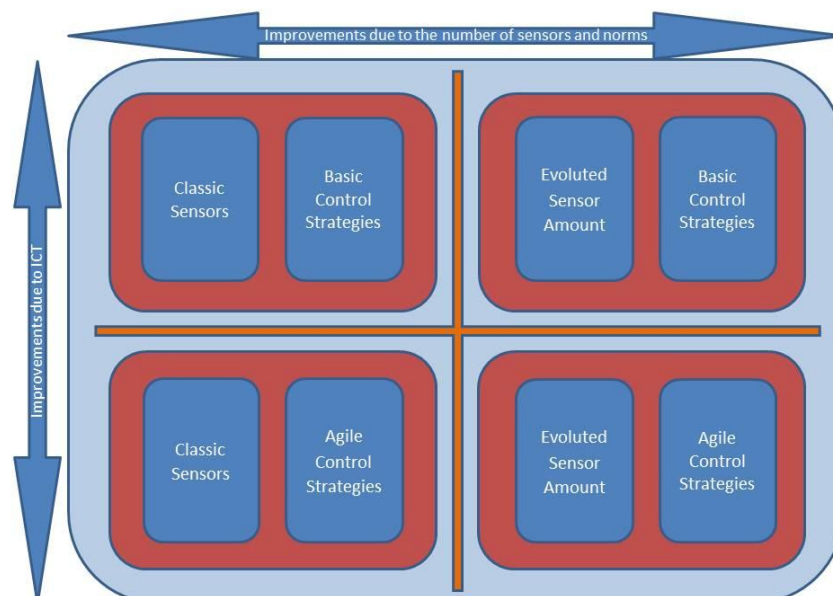 Improvements due to the number of sensors and norms
Improvements due to ICT
Classic
Sensors
Basic
Control
Strategies
Evoluted
Sensor
Amount
Basic
Control
Strategies
Classic
Sensors
Agile
Control
Strategies
Evoluted
Sensor
Amount
Agile
Control
Strategies